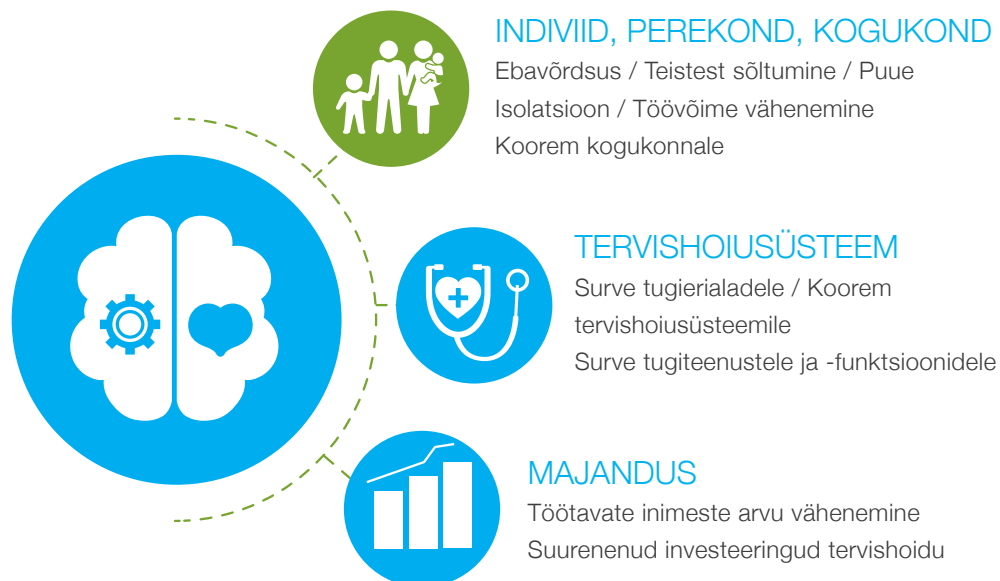 INDIVIID, PEREKOND, KOGUKOND
Ebavõrdsus / Teistest sõltumine / Puue
Isolatsioon / Töövõime vähenemine
Koorem kogukonnale
TERVISHOIUSÜSTEEM
Surve tugierialadele / Koorem
tervishoiusüsteemile
Surve tugiteenustele ja -funktsioonidele
MAJANDUS
Töötavate inimeste arvu vähenemine
Suurenenud investeeringud tervishoidu